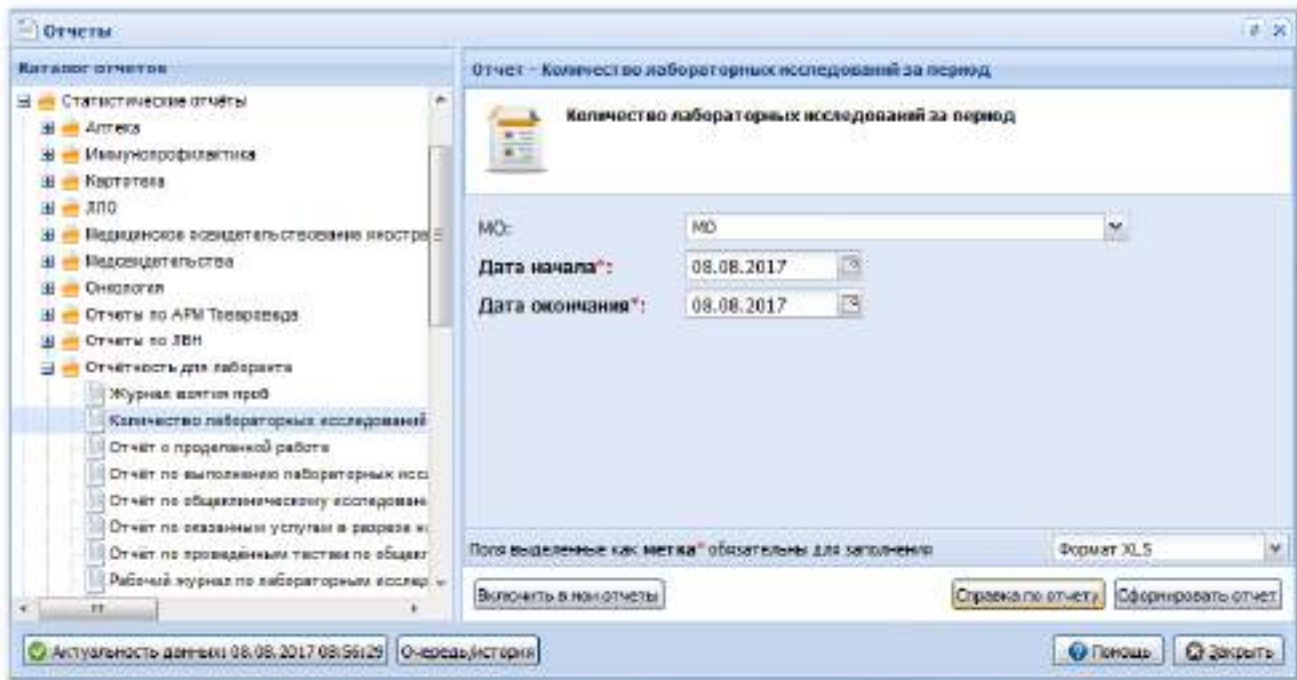 Отчеты
Каталог отчетов
Статистические отчёты
Аптека
Иммунопрофилактика
Картотека
ЛЛО
Медицинское освидетельствование иностра
Медсвидетельства
Онкология
Отчеты по АРМ Товароведа
Отчеты по ЛВН
Отчётность для лаборанта
Журнал взятия проб
Количество лабораторных исследований
Отчёт о проделанной работе
Отчёт по выполнению лабораторных иссл
Отчёт по общеклиническому исследован
Отчёт по оказанным услугам в разрезе
Отчёт по проведённым тестам по общекл
Рабочий журнал по лабораторным исслед
Отчет - Количество лабораторных исследований за период
Количество лабораторных исследований за период
МО:
МО
Дата начала*:
08.08.2017
Дата окончания*:
08.08.2017
Поля выделенные как метка* обязательны для заполнения
Формат XLS
Включить в мои отчеты
Справка по отчету
Сформировать отчет
Актуальность данных: 08.08.2017 08:56:29
Очередь/история
Помощь
Закрыть